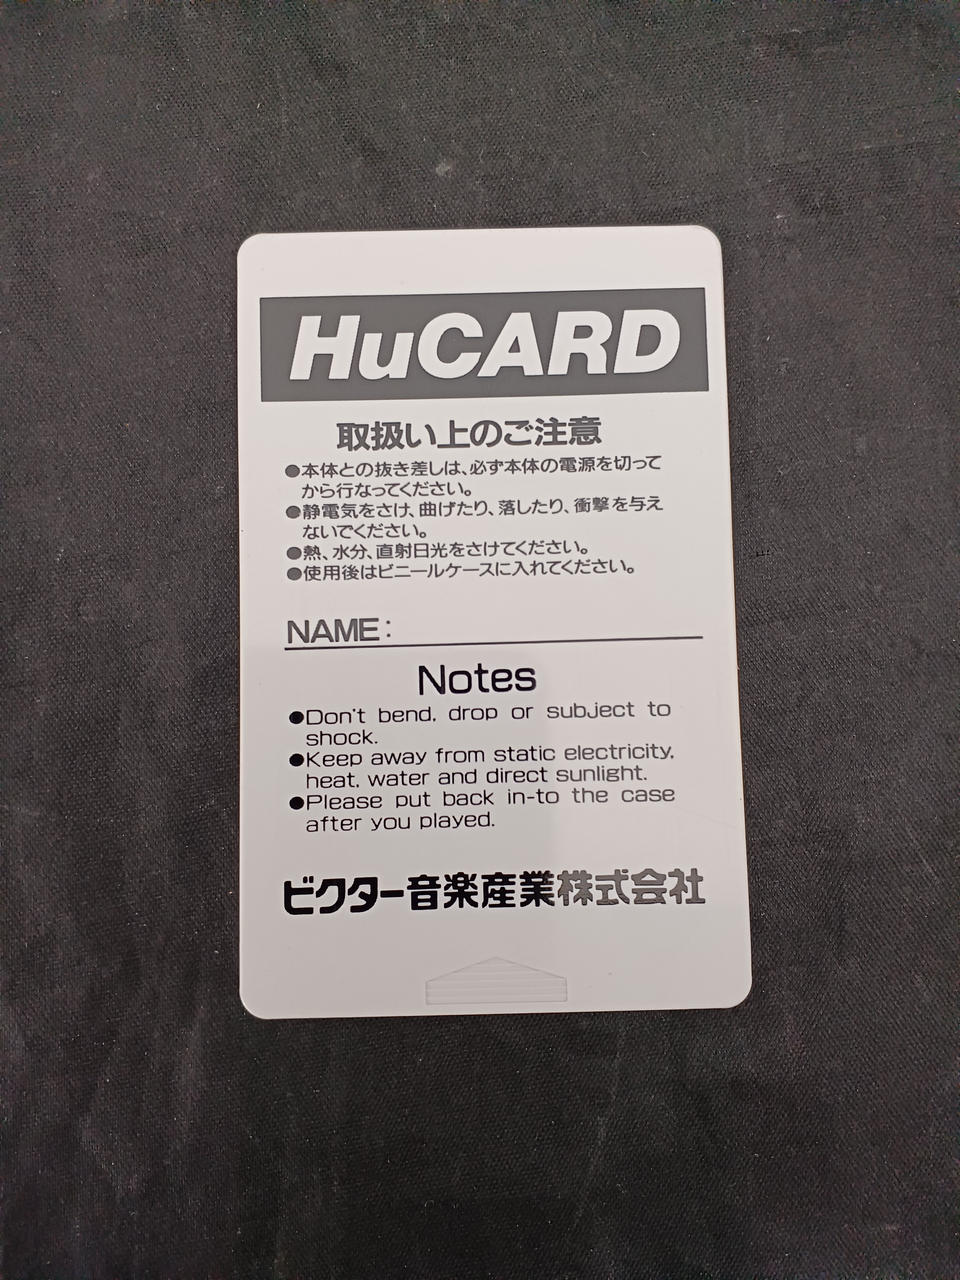 HuCARD
取扱い上のご注意
●本体との抜き差しは、必ず本体の電源を切って
から行なってください。
●静電気をさけ、曲げたり、落したり、衝撃を与え
ないでください。
●熱、水分、直射日光をさけてください。
●使用後はビニールケースに入れてください。
NAME:
Notes
●Don't bend, drop or subject to
shock.
●Keep away from static electricity,
heat, water and direct sunlight.
●Please put back in-to the case
after you played.
ビクター音楽産業株式会社